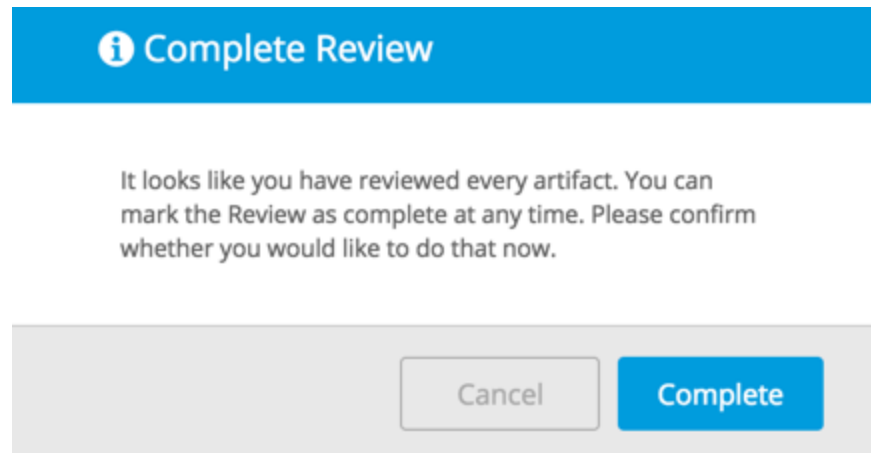 Complete Review
It looks like you have reviewed every artifact. You can
mark the Review as complete at any time. Please confirm
whether you would like to do that now.
Cancel
Complete